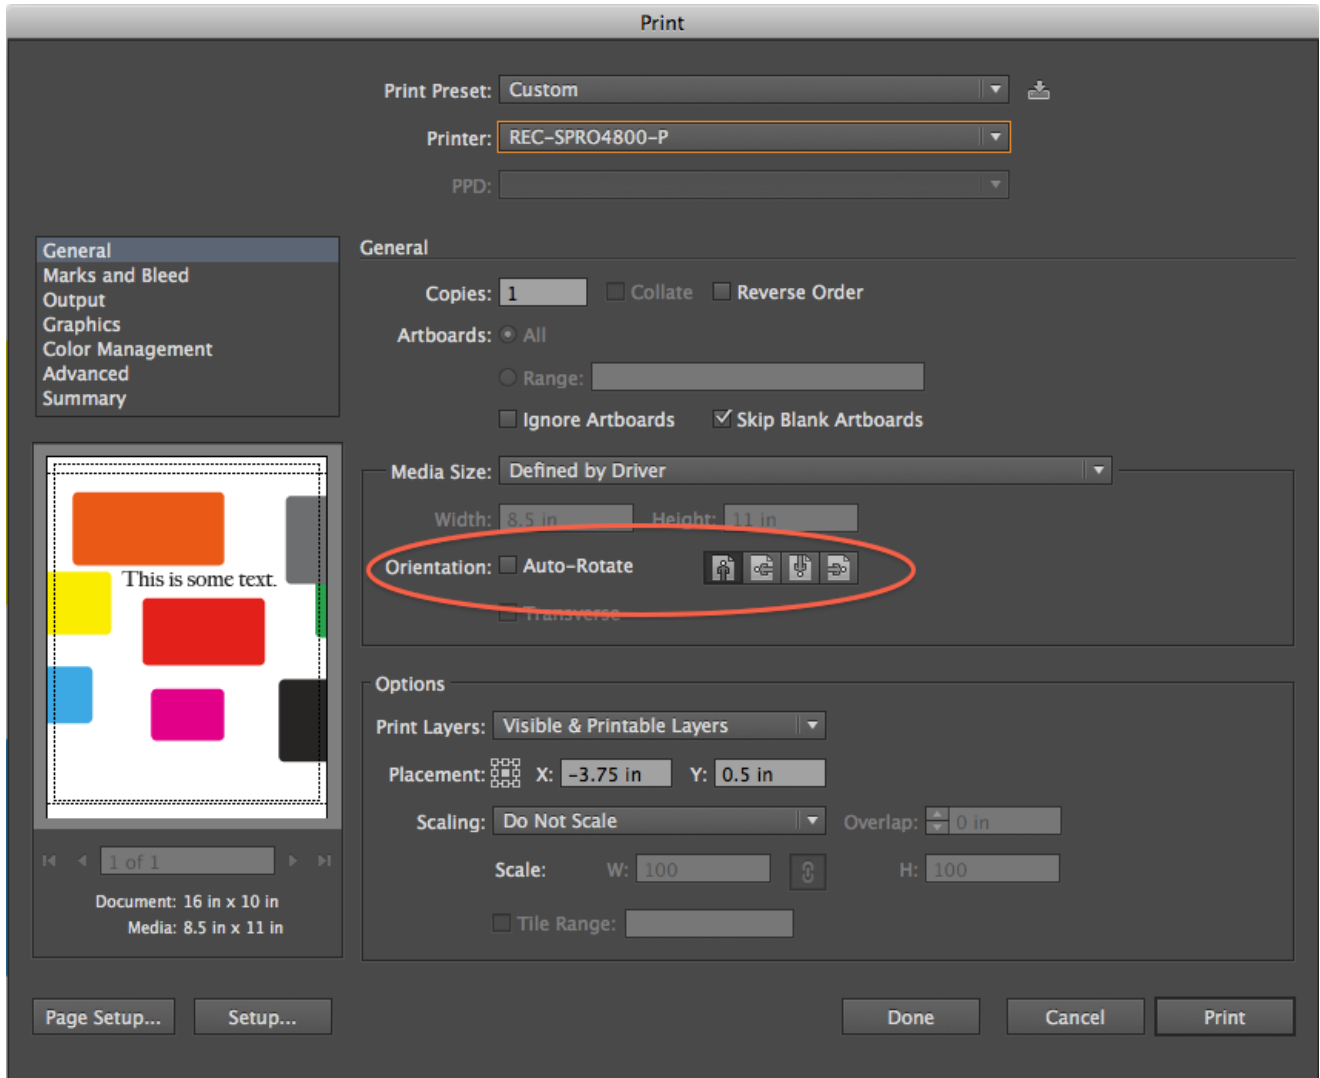 Print
Print Preset: Custom
Printer: REC-SPRO4800-P
PPD:
General
Marks and Bleed
Output
Graphics
Color Management
Advanced
Summary
General
Copies: 1 Collate Reverse Order
Artboards: All
Range:
Ignore Artboards Skip Blank Artboards
Media Size: Defined by Driver
Width: 8.5 in Height: 11 in
Orientation: Auto-Rotate
Transverse
This is some text.
1 of 1
Document: 16 in x 10 in
Media: 8.5 in x 11 in
Options
Print Layers: Visible & Printable Layers
Placement: X: -3.75 in Y: 0.5 in
Scaling: Do Not Scale Overlap: 0 in
Scale: W: 100 H: 100
Tile Range:
Page Setup... Setup... Done Cancel Print